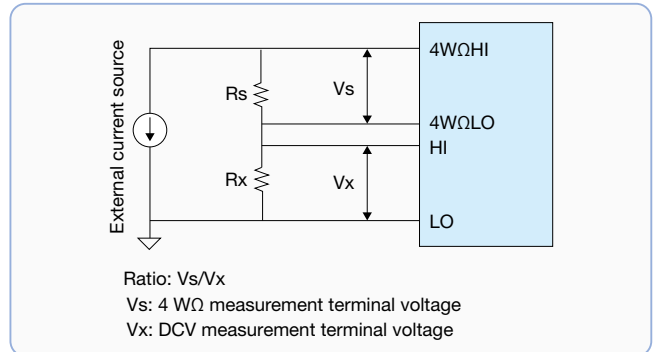 External current source
4WΩHI
Rs
Vs
4WΩLO
HI
Rx
Vx
LO
Ratio: Vs/Vx
Vs: 4 WΩ measurement terminal voltage
Vx: DCV measurement terminal voltage